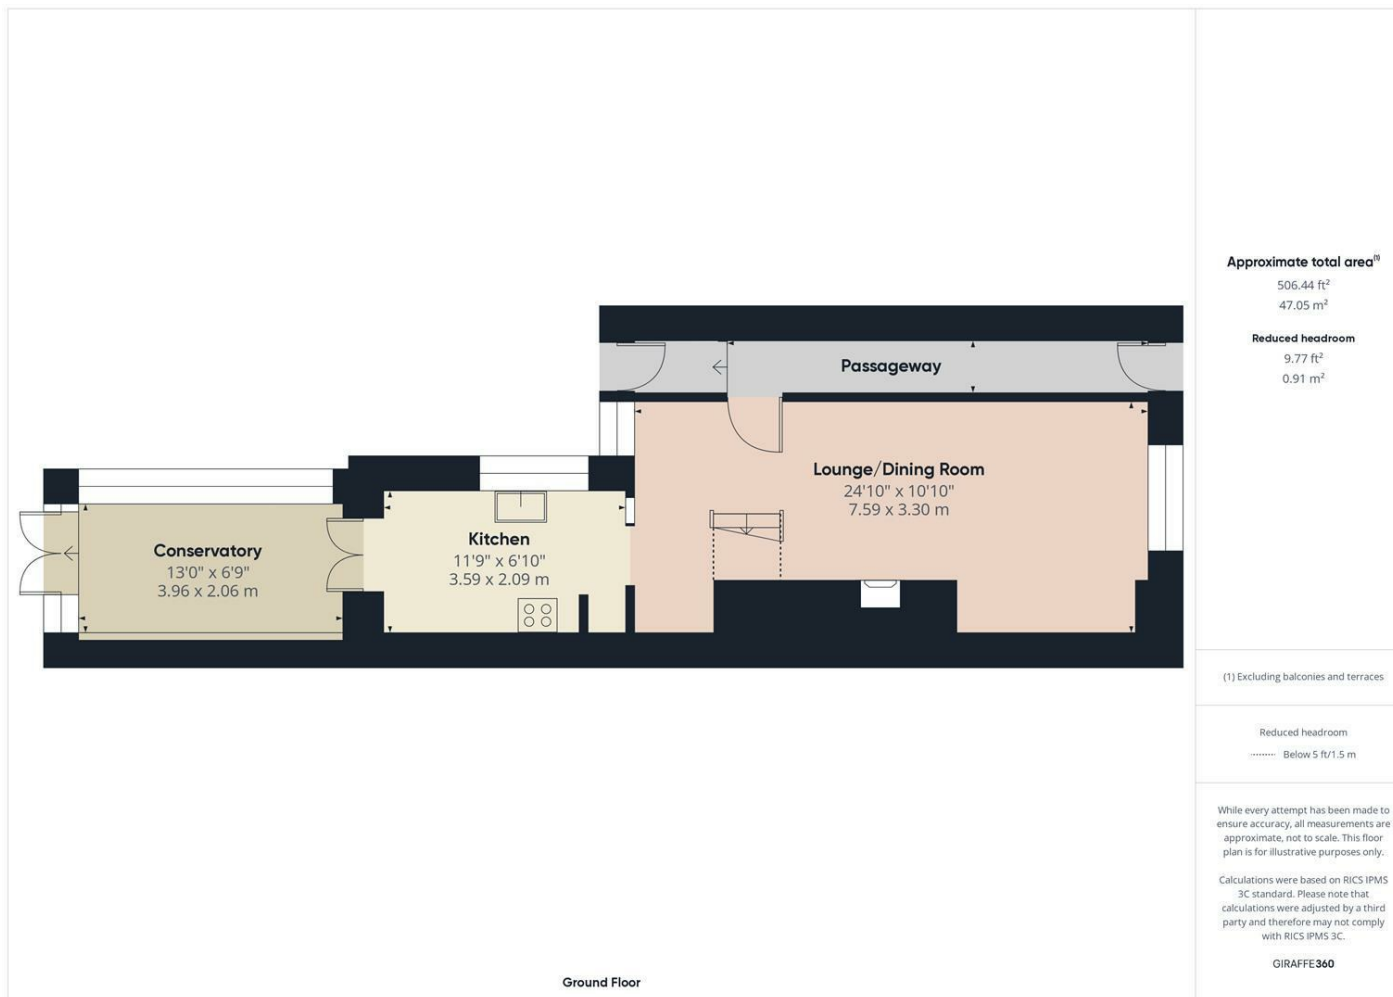 Passageway
Lounge/Dining Room
24'10" x 10'10"
7.59 x 3.30 m
Kitchen
11'9" x 6'10"
3.59 x 2.09 m
Conservatory
13'0" x 6'9"
3.96 x 2.06 m
Ground Floor
Approximate total area(1)
506.44 ft²
47.05 m²
Reduced headroom
9.77 ft²
0.91 m²
(1) Excluding balconies and terraces
Reduced headroom
Below 5 ft/1.5 m
While every attempt has been made to
ensure accuracy, all measurements are
approximate, not to scale. This floor
plan is for illustrative purposes only.
Calculations were based on RICS IPMS
3C standard. Please note that
calculations were adjusted by a third
party and therefore may not comply
with RICS IPMS 3C.
GIRAFFE360